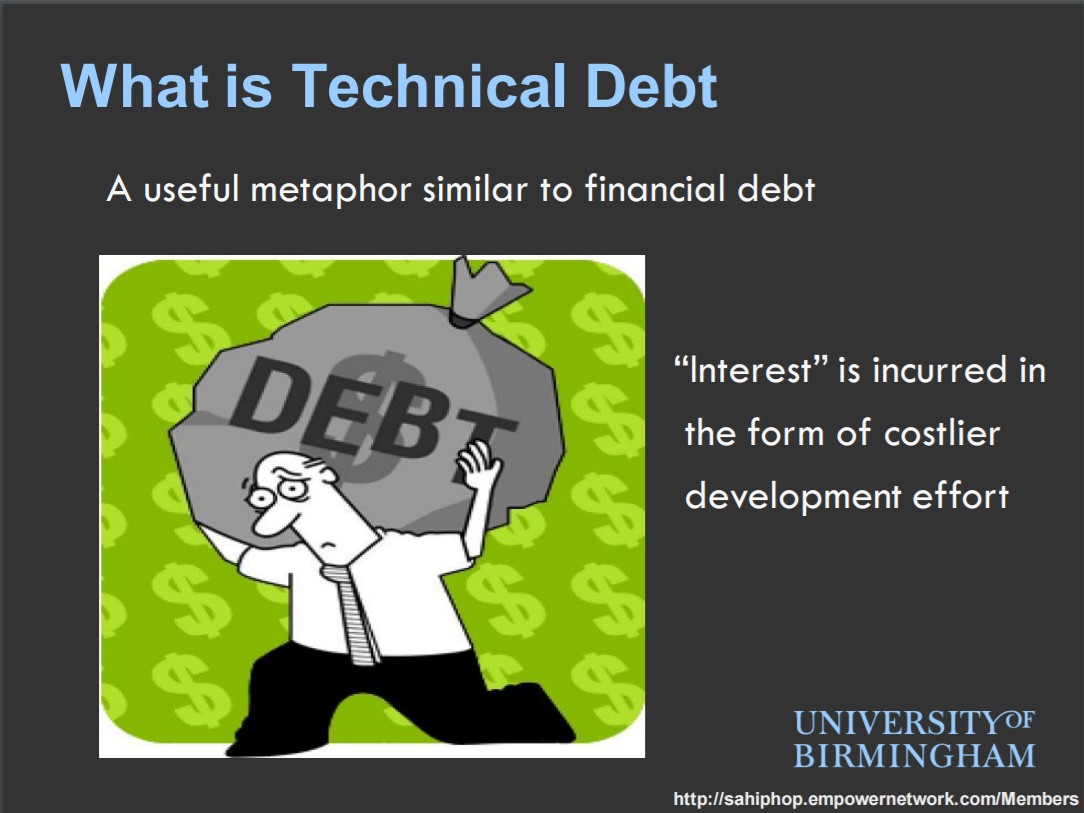 What is Technical Debt
A useful metaphor similar to financial debt
DEBT
$
“Interest” is incurred in
the form of costlier
development effort
UNIVERSITY OF
BIRMINGHAM
http://sahiphop.empowernetwork.com/Members